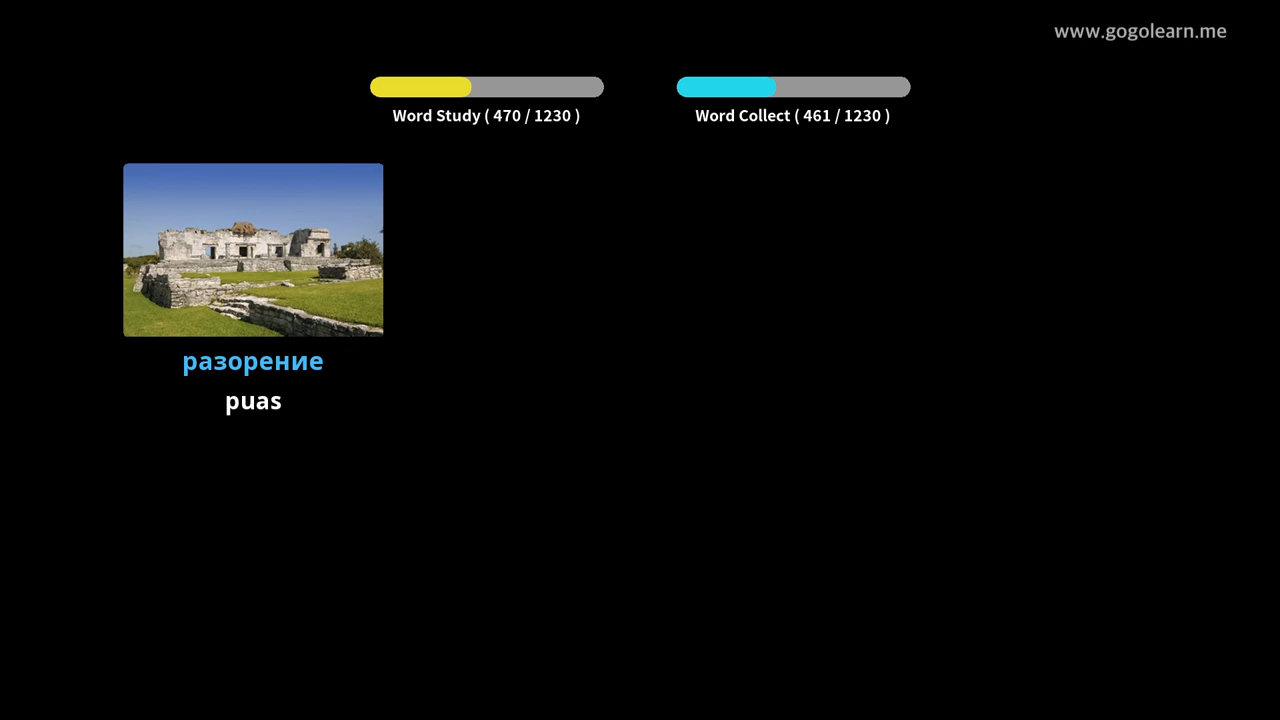 www.gogolearn.me
Word Study ( 470 / 1230 )
Word Collect ( 461 / 1230 )
разорение
puas